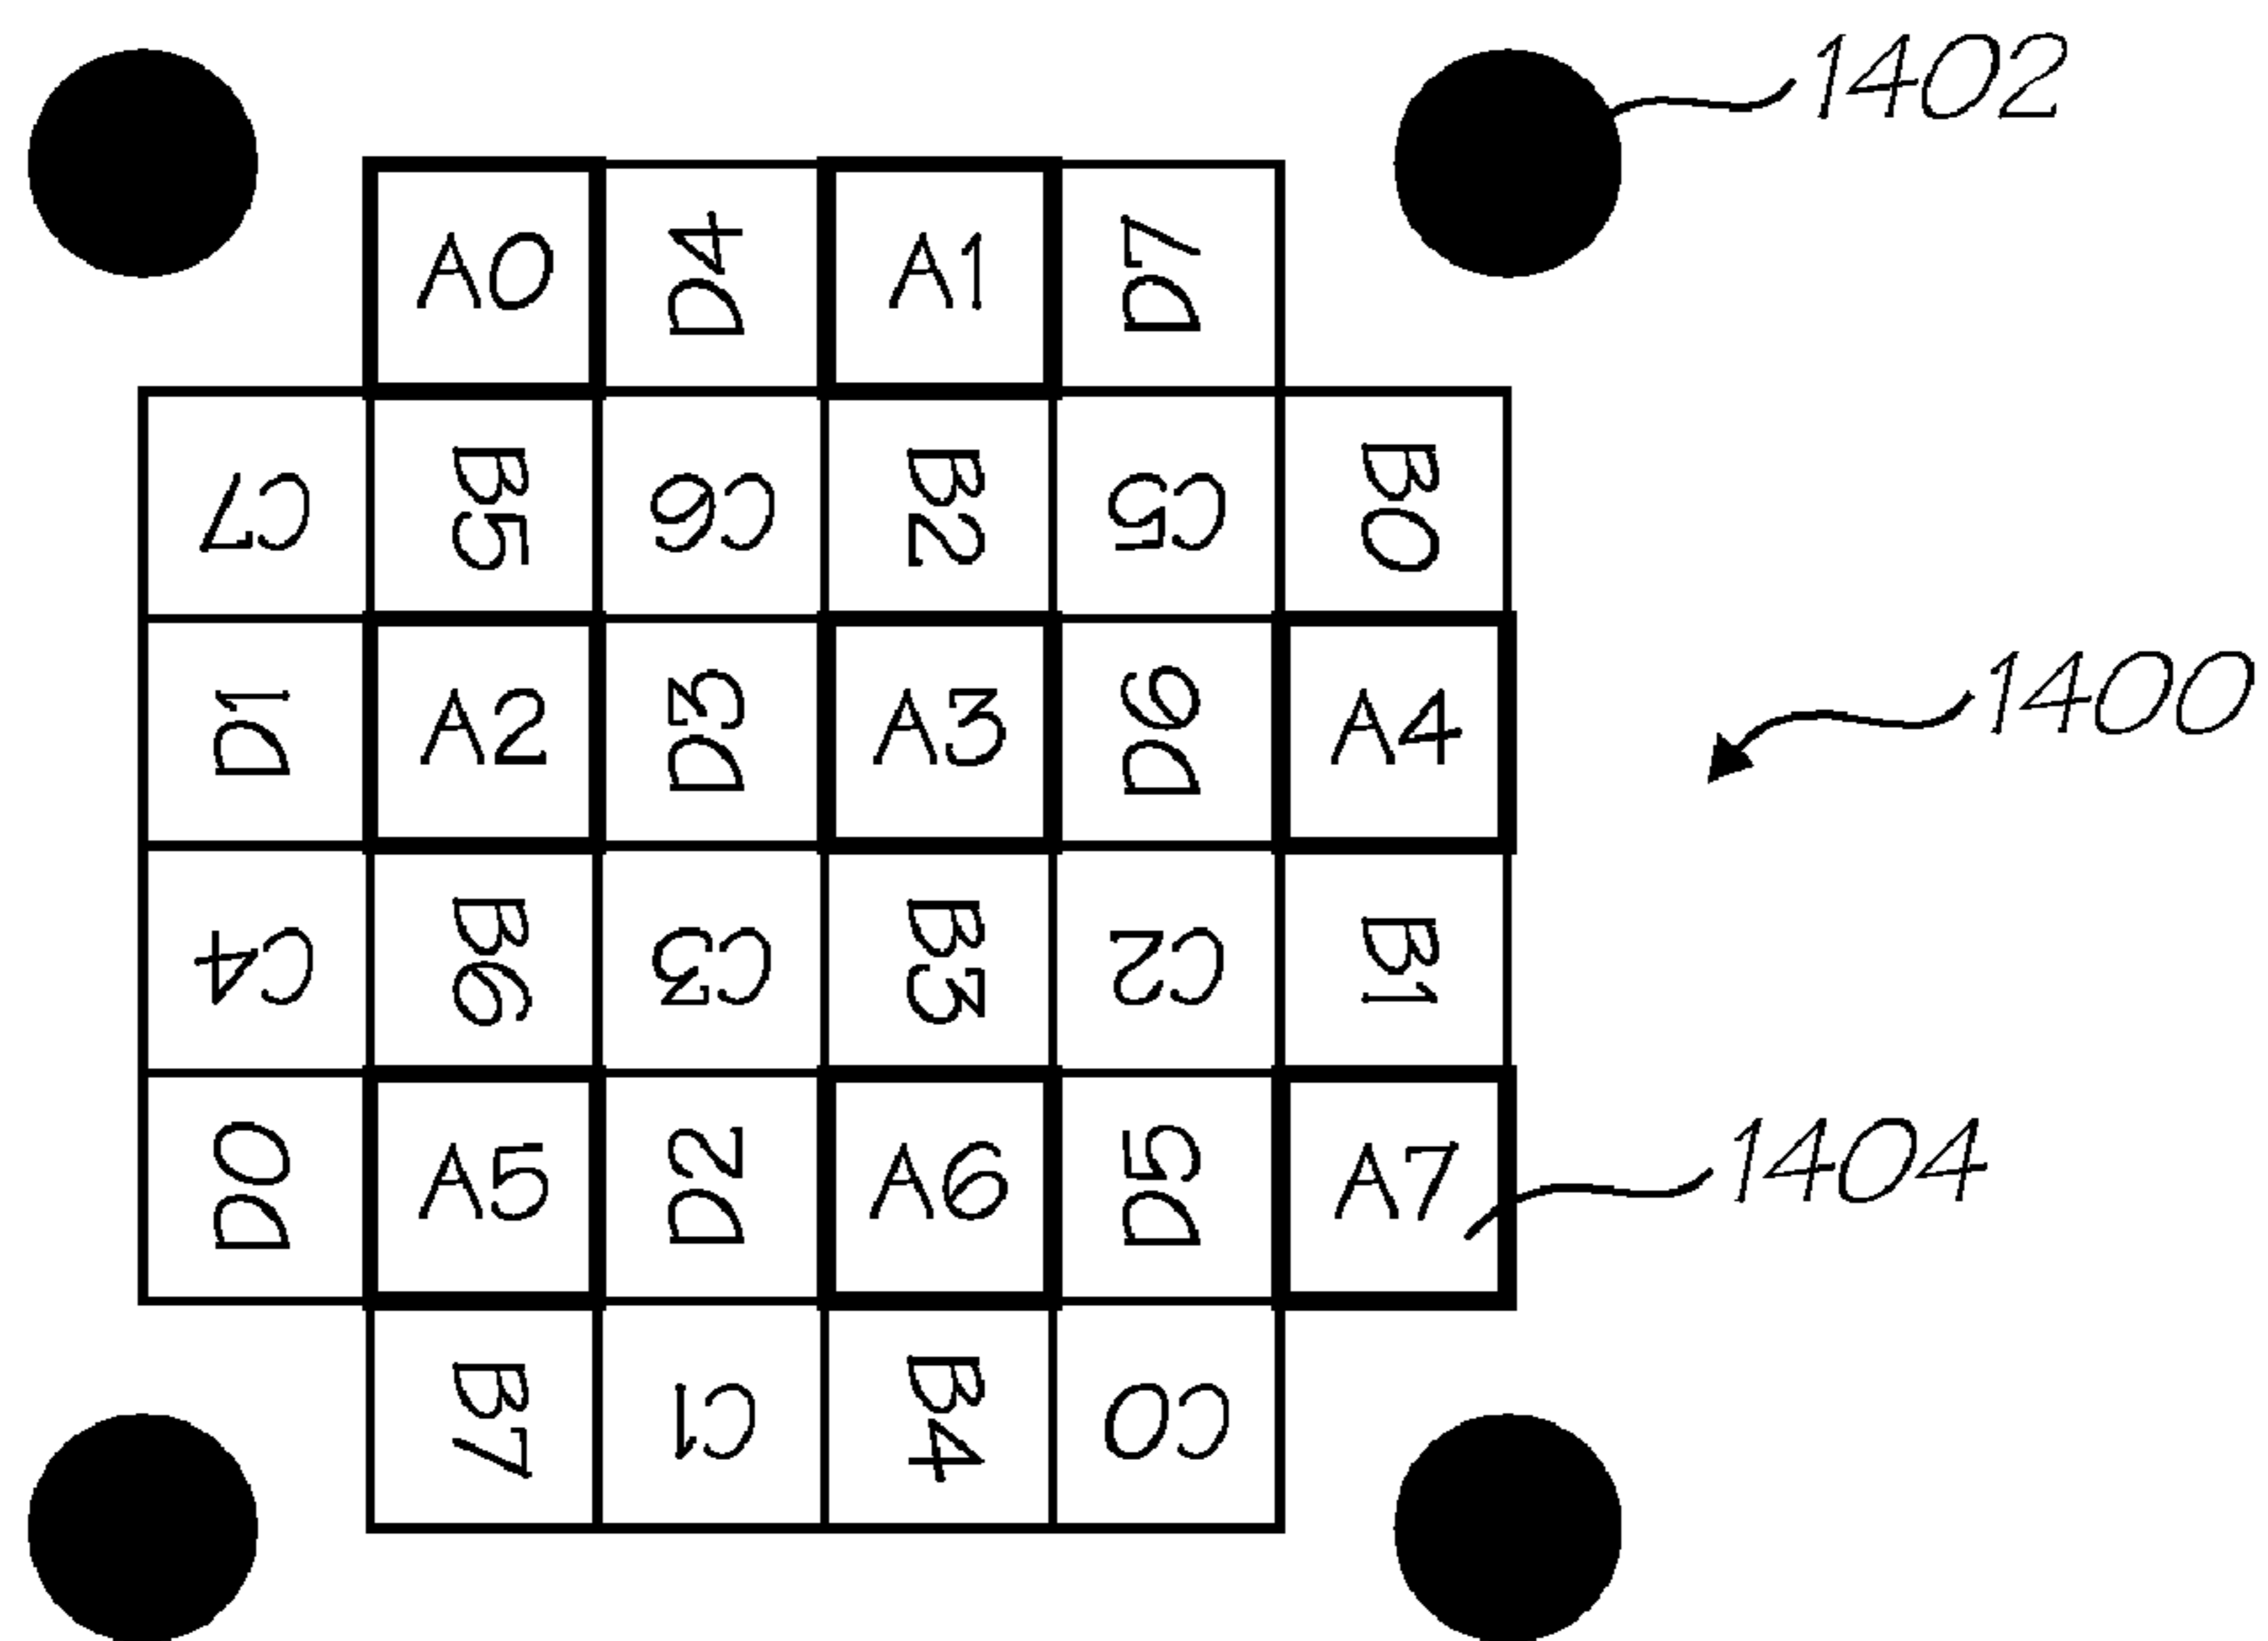 1402
A0 D4 A1 D7
C7 B5 C6 B2 C5 B0
D1 A2 D3 A3 D6 A4
1400
C4 B6 C3 B3 C2 B1
D0 A5 D2 A6 D5 A7
1404
B7 C1 B4 C0